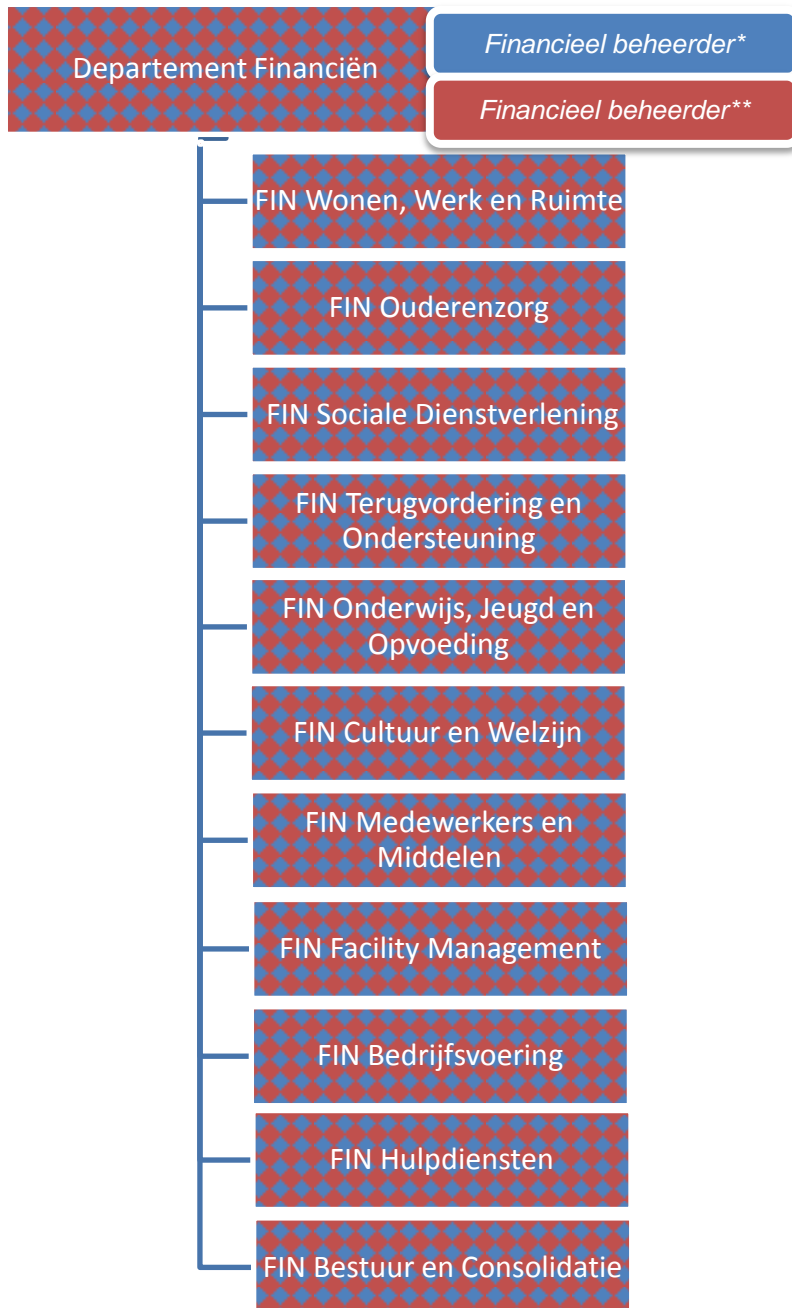 Departement Financiën
Financieel beheerder*
Financieel beheerder**
FIN Wonen, Werk en Ruimte
FIN Ouderenzorg
FIN Sociale Dienstverlening
FIN Terugvordering en
Ondersteuning
FIN Onderwijs, Jeugd en
Opvoeding
FIN Cultuur en Welzijn
FIN Medewerkers en
Middelen
FIN Facility Management
FIN Bedrijfsvoering
FIN Hulpdiensten
FIN Bestuur en Consolidatie